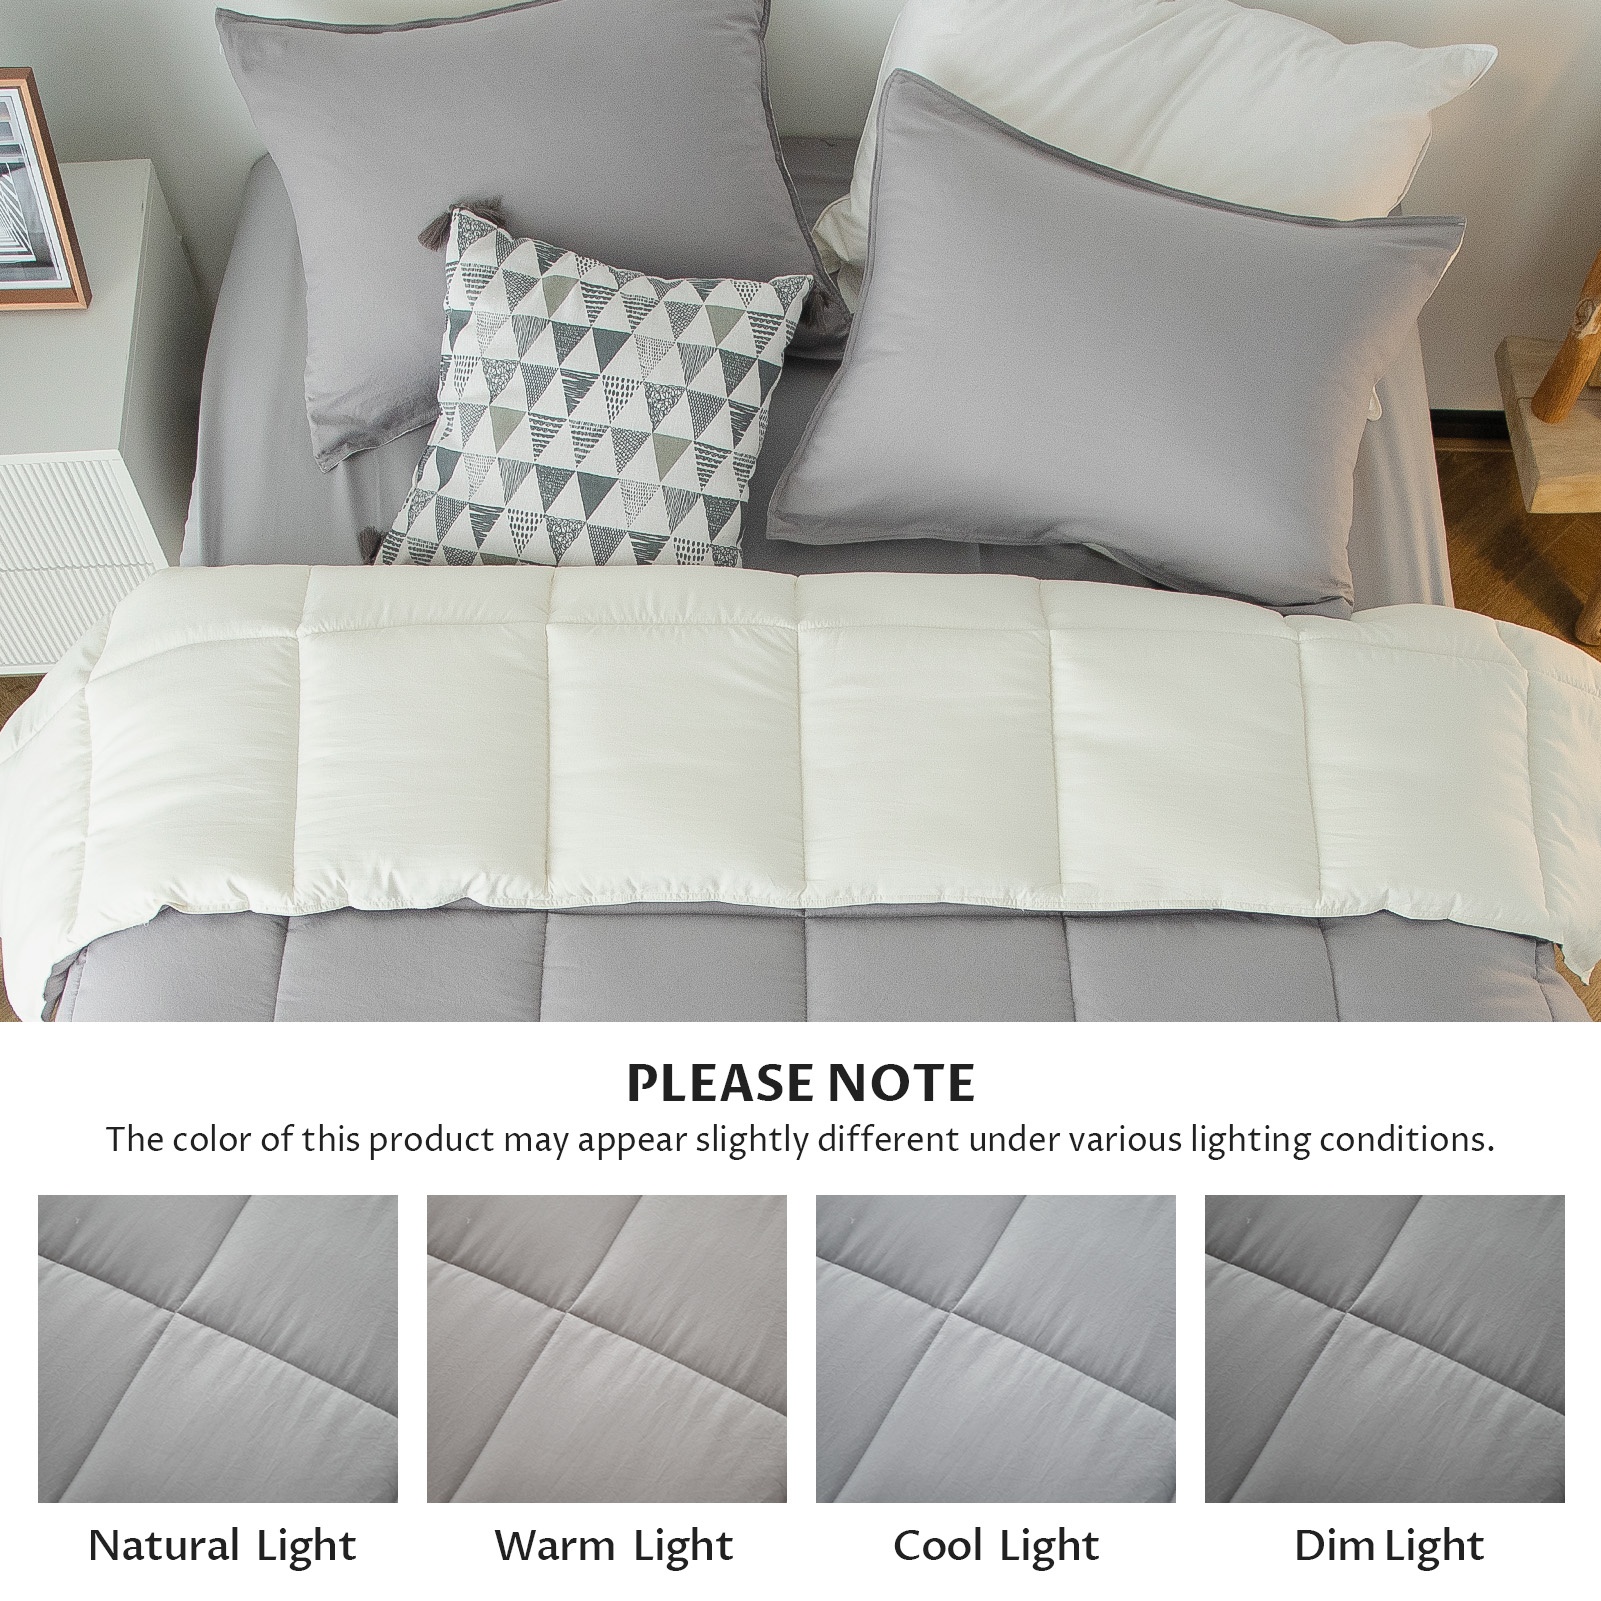 PLEASE NOTE
The color of this product may appear slightly different under various lighting conditions.
Natural Light
Warm Light
Cool Light
Dim Light